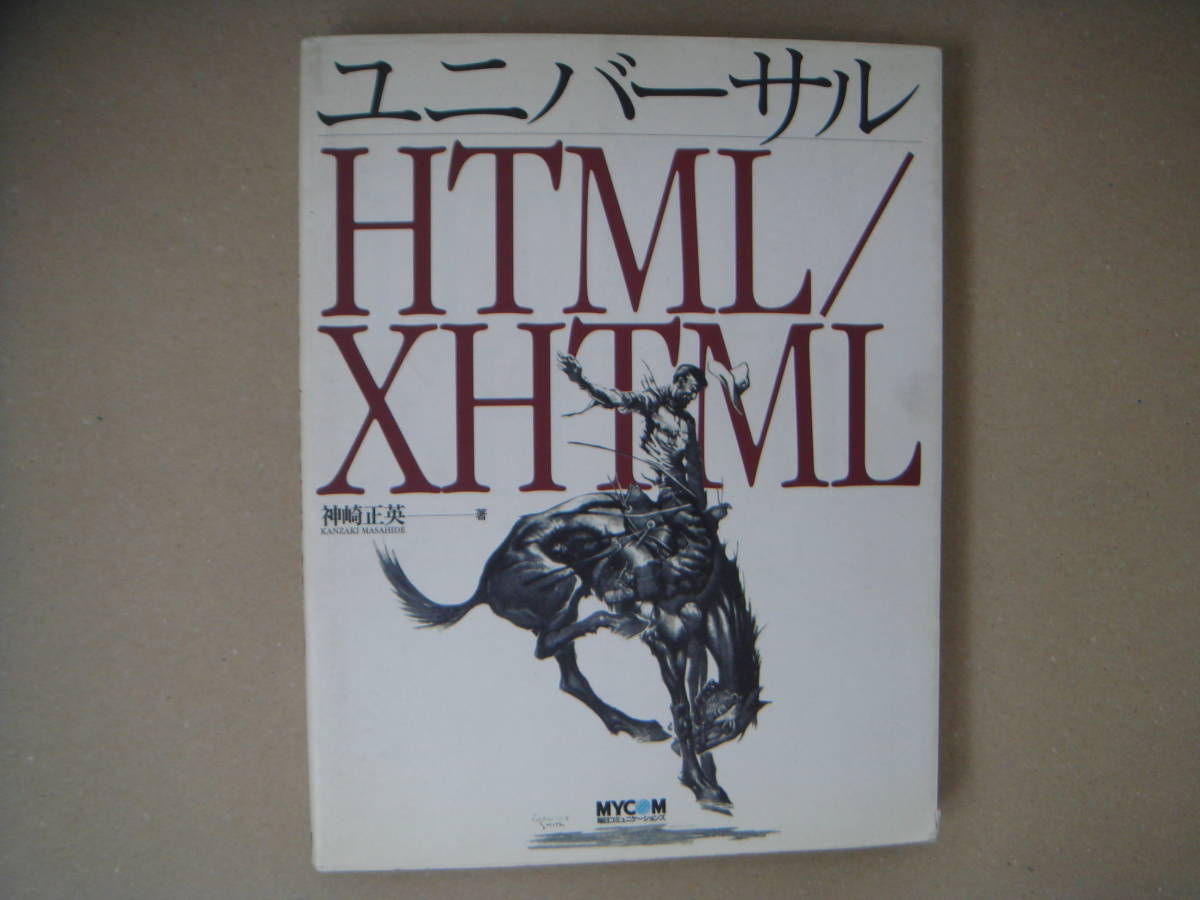 ユニバーサル
HTML/
XHTML
神崎正英 著
KANZAKI MASAHIDE
MYCOM
毎日コミュニケーションズ